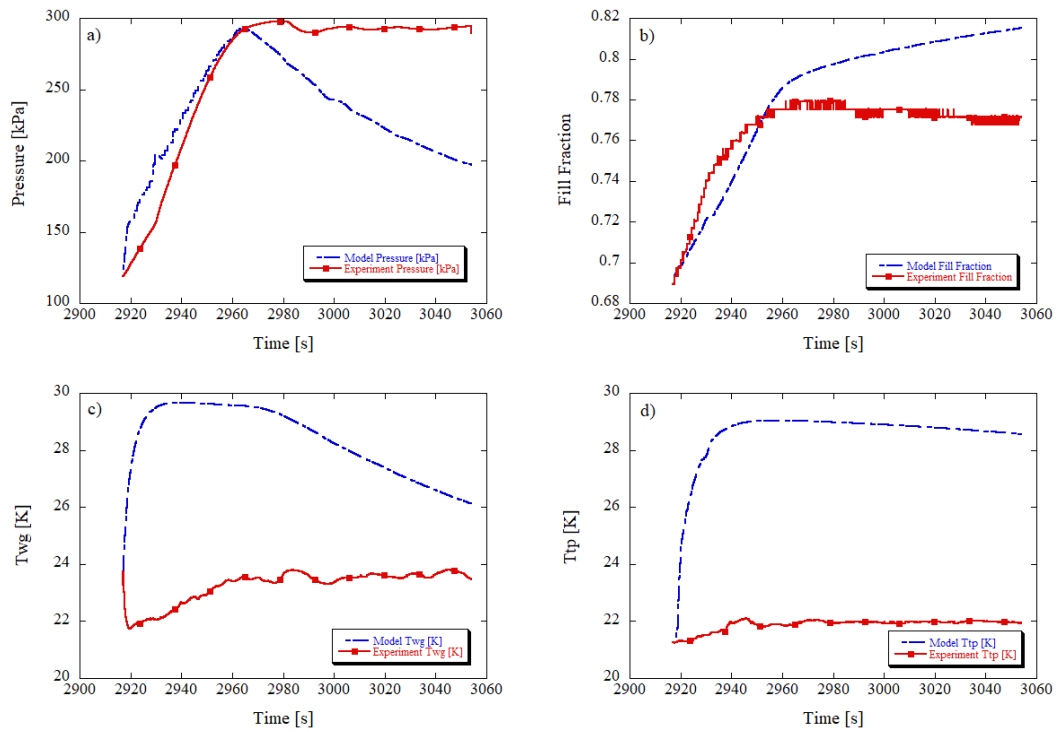 a)
300
250
200
150
100
Pressure [kPa]
Model Pressure [kPa]
Experiment Pressure [kPa]
2900 2920 2940 2960 2980 3000 3020 3040 3060
Time [s]
b)
0.82
0.8
0.78
0.76
0.74
0.72
0.7
0.68
Fill Fraction
Model Fill Fraction
Experiment Fill Fraction
2900 2920 2940 2960 2980 3000 3020 3040 3060
Time [s]
c)
30
28
26
24
22
20
Twg [K]
Model Twg [K]
Experiment Twg [K]
2900 2920 2940 2960 2980 3000 3020 3040 3060
Time [s]
d)
30
28
26
24
22
20
Ttp [K]
Model Ttp [K]
Experiment Ttp [K]
2900 2920 2940 2960 2980 3000 3020 3040 3060
Time [s]